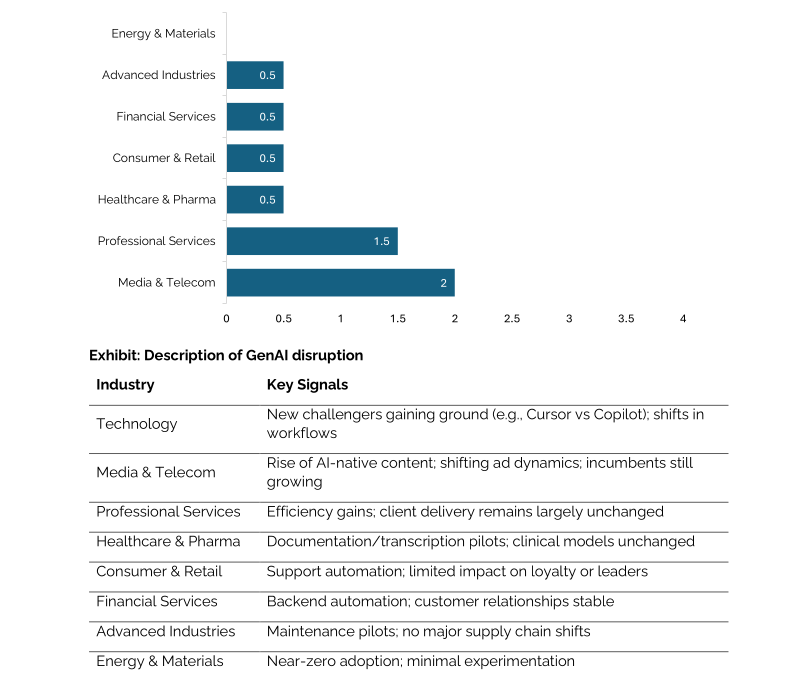 Energy & Materials
Advanced Industries 0.5
Financial Services 0.5
Consumer & Retail 0.5
Healthcare & Pharma 0.5
Professional Services 1.5
Media & Telecom 2
0 0.5 1 1.5 2 2.5 3 3.5 4
Exhibit: Description of GenAI disruption
Industry Key Signals
Technology New challengers gaining ground (e.g., Cursor vs Copilot); shifts in
workflows
Media & Telecom Rise of AI-native content; shifting ad dynamics; incumbents still
growing
Professional Services Efficiency gains; client delivery remains largely unchanged
Healthcare & Pharma Documentation/transcription pilots; clinical models unchanged
Consumer & Retail Support automation; limited impact on loyalty or leaders
Financial Services Backend automation; customer relationships stable
Advanced Industries Maintenance pilots; no major supply chain shifts
Energy & Materials Near-zero adoption; minimal experimentation